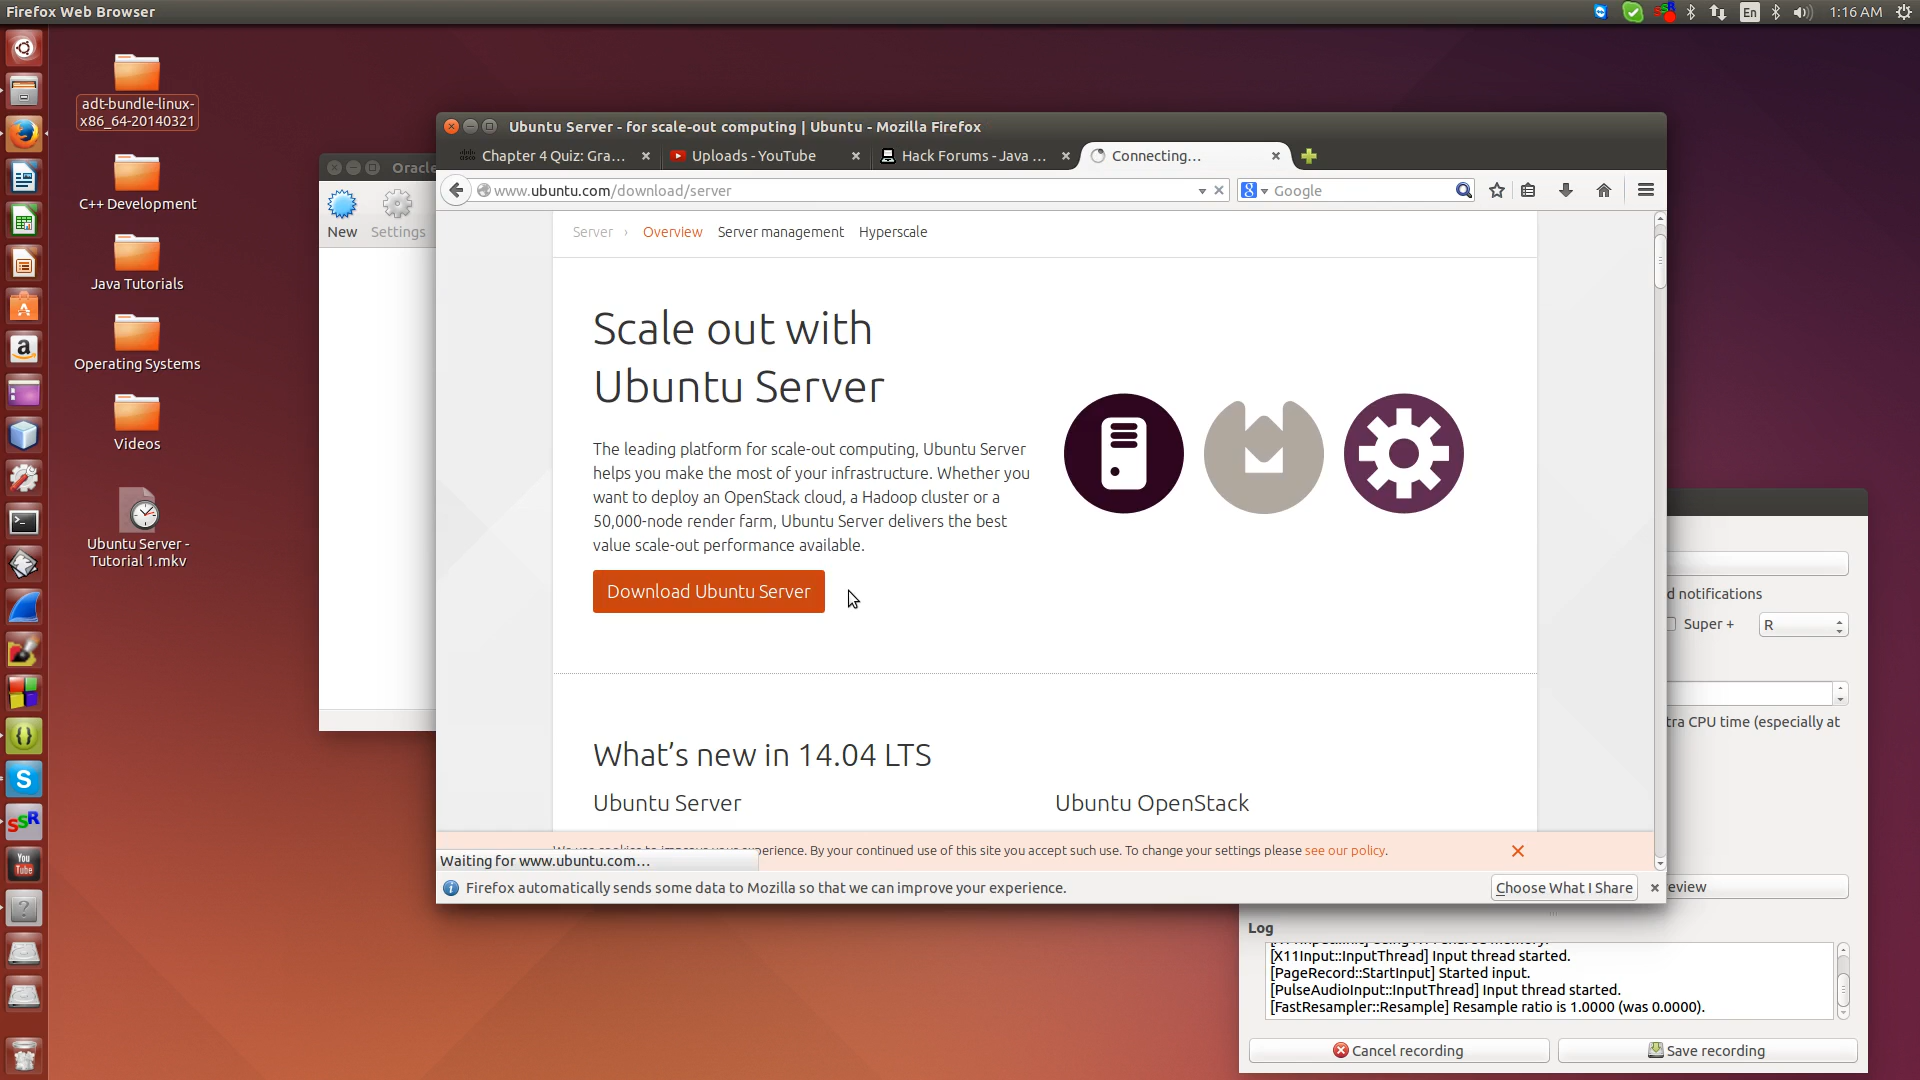 Firefox Web Browser
En
1:16 AM
adt-bundle-linux-
x86_64-20140321
C++ Development
Java Tutorials
Operating Systems
Videos
Ubuntu Server -
Tutorial 1.mkv
Oracle
New
Settings
Ubuntu Server - for scale-out computing | Ubuntu - Mozilla Firefox
Chapter 4 Quiz: Gra...
Uploads - YouTube
Hack Forums - Java ...
Connecting...
www.ubuntu.com/download/server
Google
Server › Overview Server management Hyperscale
Scale out with
Ubuntu Server
The leading platform for scale-out computing, Ubuntu Server
helps you make the most of your infrastructure. Whether you
want to deploy an OpenStack cloud, a Hadoop cluster or a
50,000-node render farm, Ubuntu Server delivers the best
value scale-out performance available.
Download Ubuntu Server
What's new in 14.04 LTS
Ubuntu Server
Ubuntu OpenStack
By your continued use of this site you accept such use. To change your settings please see our policy.
Waiting for www.ubuntu.com...
Firefox automatically sends some data to Mozilla so that we can improve your experience.
Choose What I Share
d notifications
Super +
R
tra CPU time (especially at
eview
Log
[X11Input::InputThread] Input thread started.
[PageRecord::StartInput] Started input.
[PulseAudioInput::InputThread] Input thread started.
[FastResampler::Resample] Resample ratio is 1.0000 (was 0.0000).
Cancel recording
Save recording
a
S
SSR
You
Tube